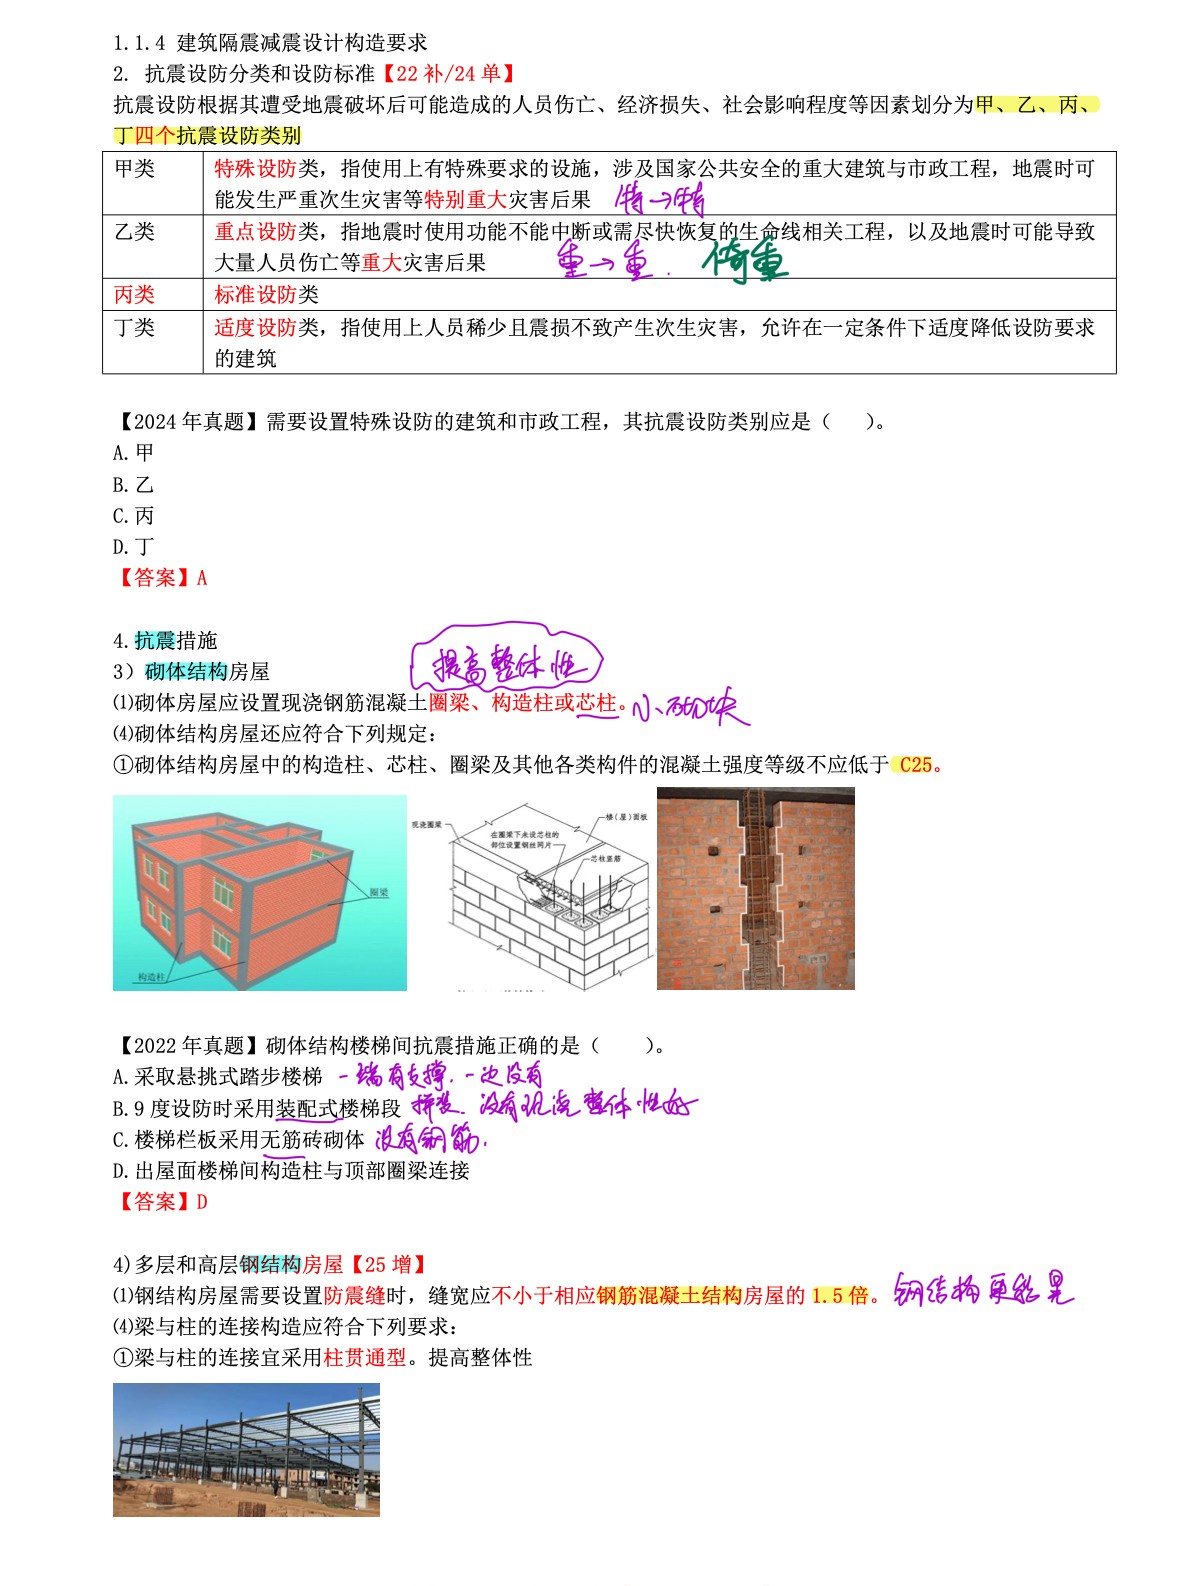 1.1.4 建筑隔震减震设计构造要求
2. 抗震设防分类和设防标准【22 补/24 单】
抗震设防根据其遭受地震破坏后可能造成的人员伤亡、经济损失、社会影响程度等因素划分为甲、乙、丙、
丁四个抗震设防类别
甲类 特殊设防类，指使用上有特殊要求的设施，涉及国家公共安全的重大建筑与市政工程，地震时可
能发生严重次生灾害等特别重大灾害后果 特→特
乙类 重点设防类，指地震时使用功能不能中断或需尽快恢复的生命线相关工程，以及地震时可能导致
大量人员伤亡等重大灾害后果 重→重. 倚重
丙类 标准设防类
丁类 适度设防类，指使用上人员稀少且震损不致产生次生灾害，允许在一定条件下适度降低设防要求
的建筑
【2024 年真题】需要设置特殊设防的建筑和市政工程，其抗震设防类别应是（ ）。
A.甲
B.乙
C.丙
D.丁
【答案】A
4.抗震措施
3）砌体结构房屋 提高整体性
⑴砌体房屋应设置现浇钢筋混凝土圈梁、构造柱或芯柱。小砌块
⑷砌体结构房屋还应符合下列规定：
①砌体结构房屋中的构造柱、芯柱、圈梁及其他各类构件的混凝土强度等级不应低于 C25。
现浇圈梁
楼(屋)面板
在圈梁下未设芯柱的
部位设置钢丝网片
芯柱竖筋
圈梁
构造柱
【2022 年真题】砌体结构楼梯间抗震措施正确的是（ ）。
A.采取悬挑式踏步楼梯 一端有支撑.一边没有
B.9 度设防时采用装配式楼梯段 拼装.没有现浇整体性好
C.楼梯栏板采用无筋砖砌体 没有钢筋.
D.出屋面楼梯间构造柱与顶部圈梁连接
【答案】D
4)多层和高层钢结构房屋【25 增】
⑴钢结构房屋需要设置防震缝时，缝宽应不小于相应钢筋混凝土结构房屋的 1.5 倍。钢结构更能晃
⑷梁与柱的连接构造应符合下列要求：
①梁与柱的连接宜采用柱贯通型。提高整体性